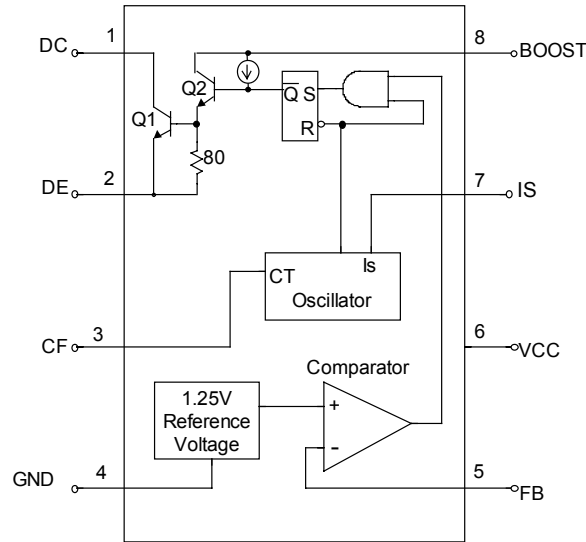 DC 1
8 BOOST
Q1
Q2
Q̅ S
R
80
DE 2
7 IS
CT
Is
Oscillator
CF 3
6 VCC
Comparator
1.25V
Reference
Voltage
+
-
GND 4
5 FB